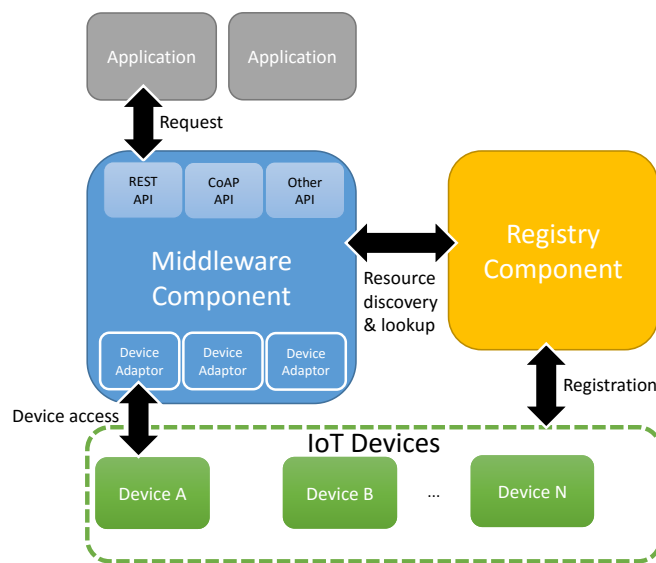 Application
Application
Request
REST
API
CoAP
API
Other
API
Middleware
Component
Registry
Component
Resource
discovery
& lookup
Device
Adaptor
Device
Adaptor
Device
Adaptor
Device access
Registration
IoT Devices
Device A
Device B
...
Device N